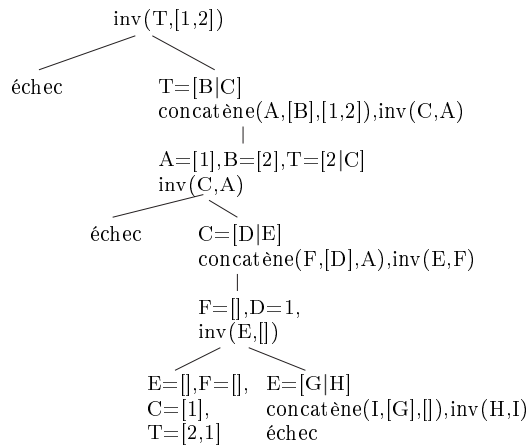 inv(T,[1,2])
échec
T=[B|C]
concatène(A,[B],[1,2]),inv(C,A)
A=[1],B=[2],T=[2|C]
inv(C,A)
échec
C=[D|E]
concatène(F,[D],A),inv(E,F)
F=[],D=1,
inv(E,[])
E=[],F=[],
C=[1],
T=[2,1]
E=[G|H]
concatène(I,[G],[]),inv(H,I)
échec